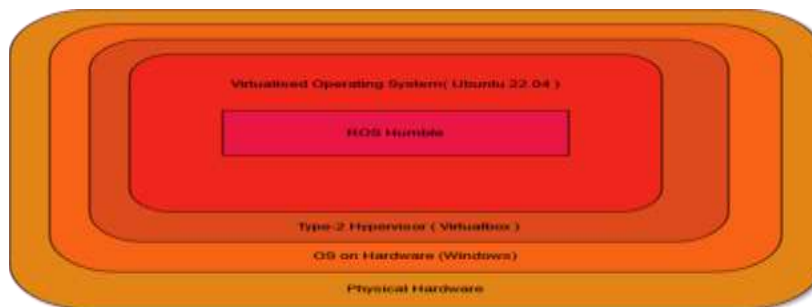 Virtualised Operating System( Ubuntu 22.04 )
ROS Humble
Type-2 Hypervisor ( Virtualbox )
OS on Hardware (Windows)
Physical Hardware